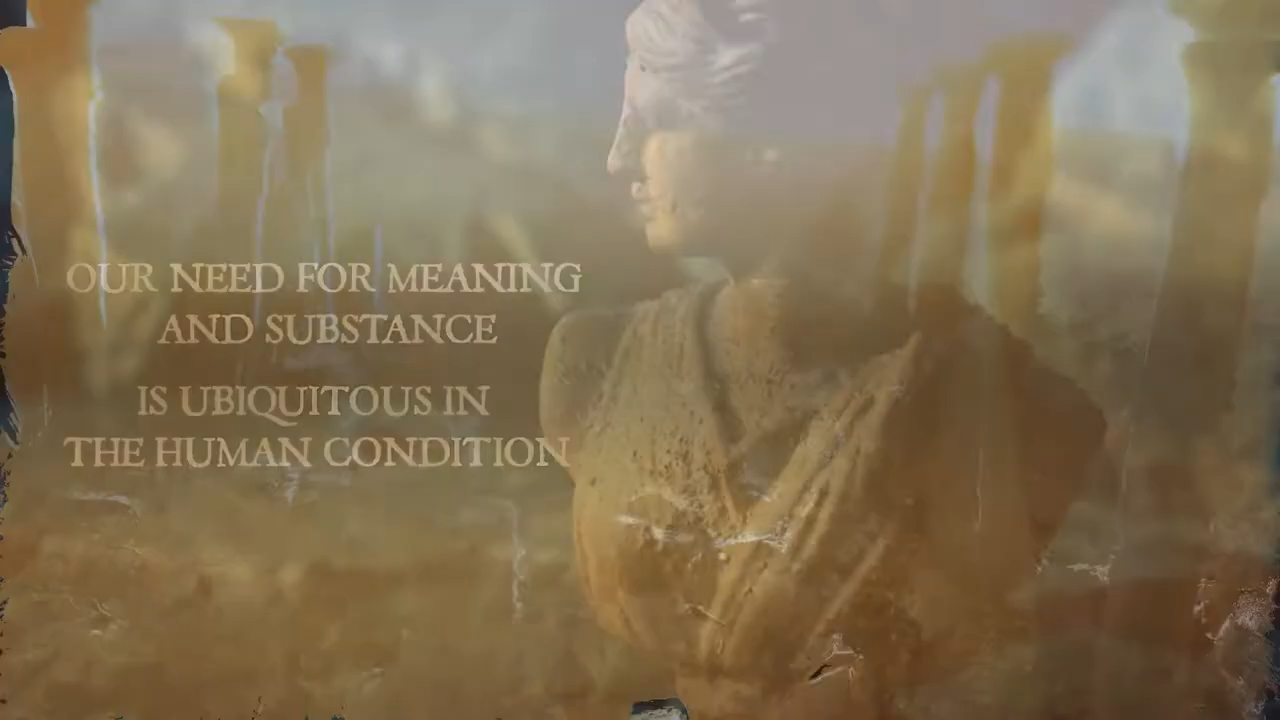 OUR NEED FOR MEANING
AND SUBSTANCE
IS UBIQUITOUS IN
THE HUMAN CONDITION